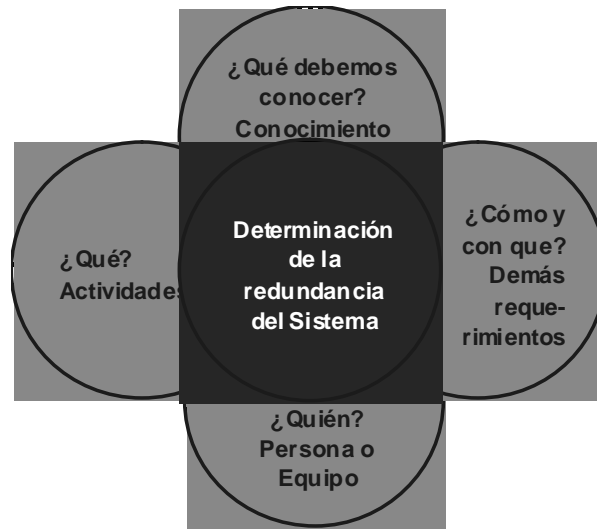 ¿Qué debemos
conocer?
Conocimiento
¿Qué?
Actividades
Determinación
de la
redundancia
del Sistema
¿Cómo y
con que?
Demás
reque-
rimientos
¿Quién?
Persona o
Equipo